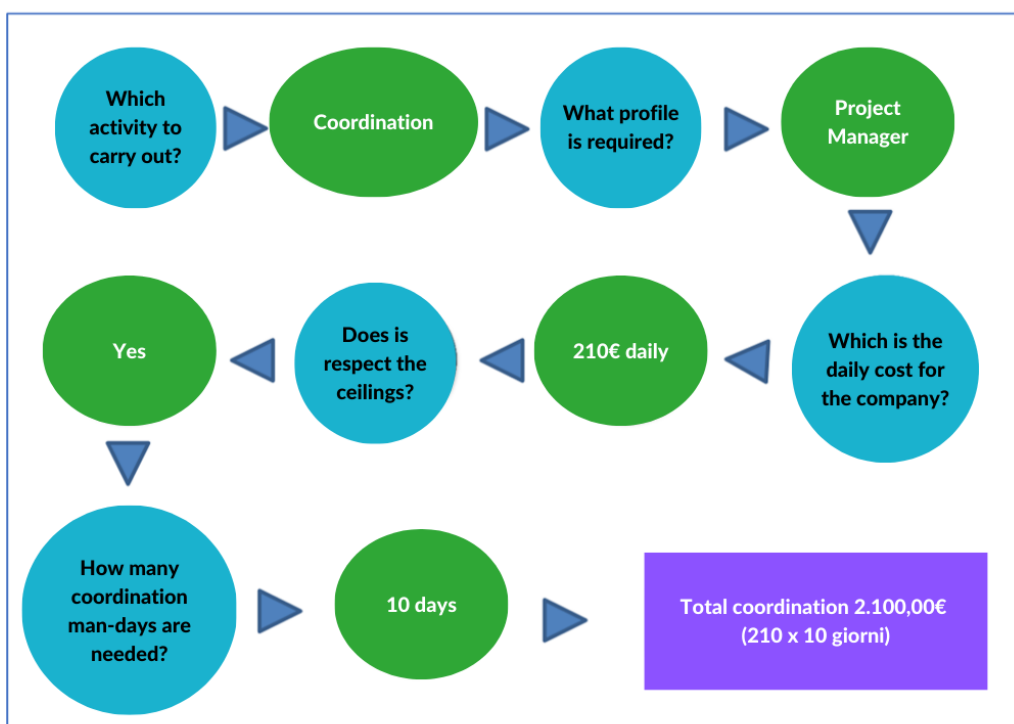 Which
activity to
carry out?
Coordination
What profile
is required?
Project
Manager
Which is the
daily cost for
the company?
210€ daily
Does is
respect the
ceilings?
Yes
How many
coordination
man-days are
needed?
10 days
Total coordination 2.100,00€
(210 x 10 giorni)